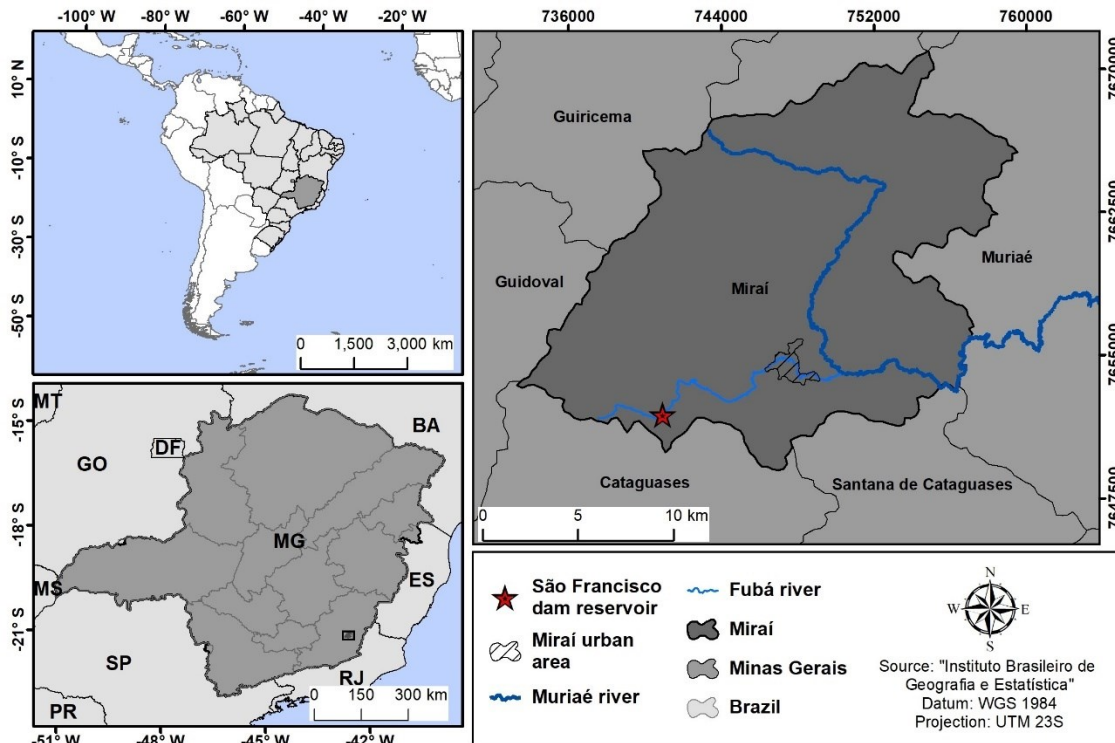 -100° W -80° W -60° W -40° W -20° W
10° N
-10°S
-30°S
-50°S
0 1,500 3,000 km
736000 744000 752000 760000
7670000
7662500
7655000
7647500
Guiricema
Guidoval
Muriaé
Miraí
Cataguases
Santana de Cataguases
0 5 10 km
MT
DF
BA
GO
MG
MS
ES
SP
RJ
PR
-15°S
-18°S
-21°S
0 150 300 km
-51° W -48° W -45° W -42° W
São Francisco
dam reservoir
Miraí urban
area
Muriaé river
Fubá river
Miraí
Minas Gerais
Brazil
N
W E
S
Source: "Instituto Brasileiro de
Geografia e Estatística"
Datum: WGS 1984
Projection: UTM 23S